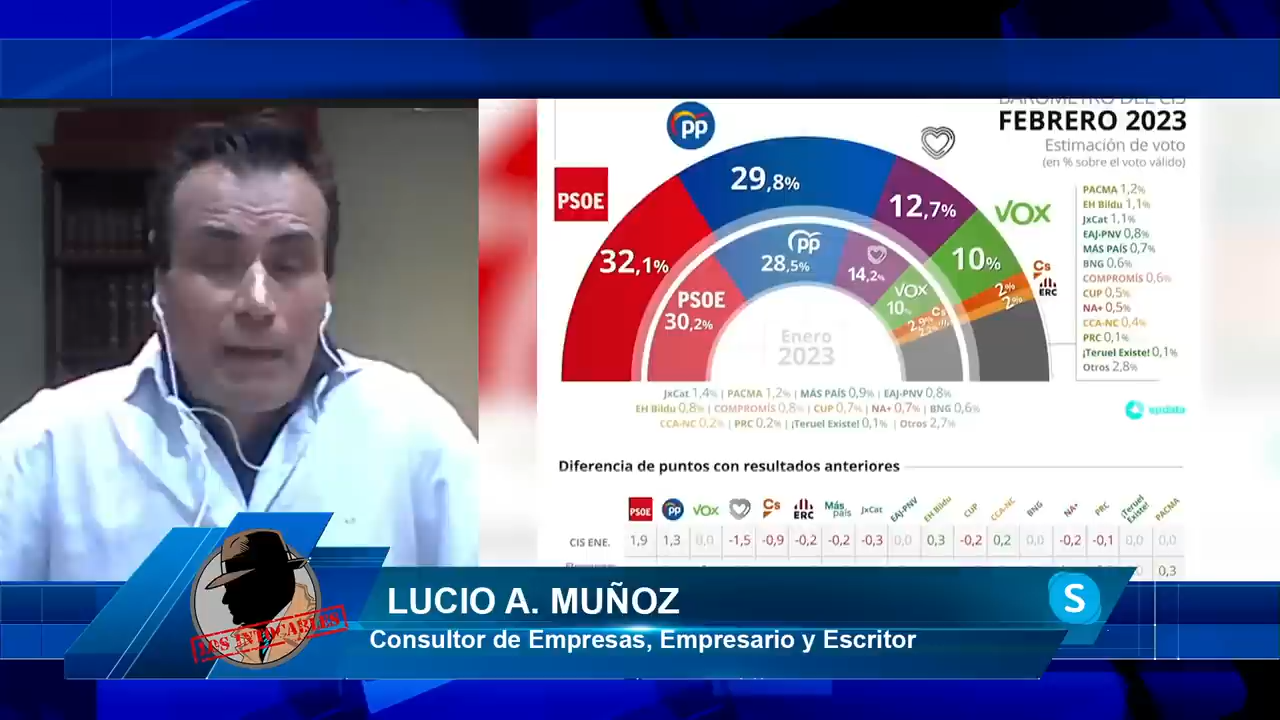 BARÓMETRO DEL CIS
FEBRERO 2023
Estimación de voto
(en % sobre el voto válido)
PSOE
pp
VOX
Cs
ERC
32,1%
29,8%
12,7%
10%
2%
2%
PSOE
30,2%
pp
28,5%
14,2%
VOX
10%
Cs
2,9%
Enero
2023
PACMA 1,2%
EH Bildu 1,1%
JxCat 1,1%
EAJ-PNV 0,8%
MÁS PAÍS 0,7%
BNG 0,6%
COMPROMÍS 0,6%
CUP 0,5%
NA+ 0,5%
CCA-NC 0,4%
PRC 0,1%
¡Teruel Existe! 0,1%
Otros 2,8%
JxCat 1,4% | PACMA 1,2% | MÁS PAÍS 0,9% | EAJ-PNV 0,8%
EH Bildu 0,8% | COMPROMÍS 0,8% | CUP 0,7% | NA+ 0,7% | BNG 0,6%
CCA-NC 0,2% | PRC 0,2% | ¡Teruel Existe! 0,1% | Otros 2,7%
epdata
Diferencia de puntos con resultados anteriores
PSOE pp VOX Cs ERC Más país JxCat EAJ-PNV EH Bildu CUP CCA-NC BNG NA+ PRC ¡Teruel Existe! PACMA
CIS ENE. 1,9 1,3 0,0 -1,5 -0,9 -0,2 -0,2 -0,3 0,0 0,3 -0,2 0,2 0,0 -0,2 -0,1 0,0 0,0
0,3
LOS INTOCABLES
LUCIO A. MUÑOZ
Consultor de Empresas, Empresario y Escritor
S